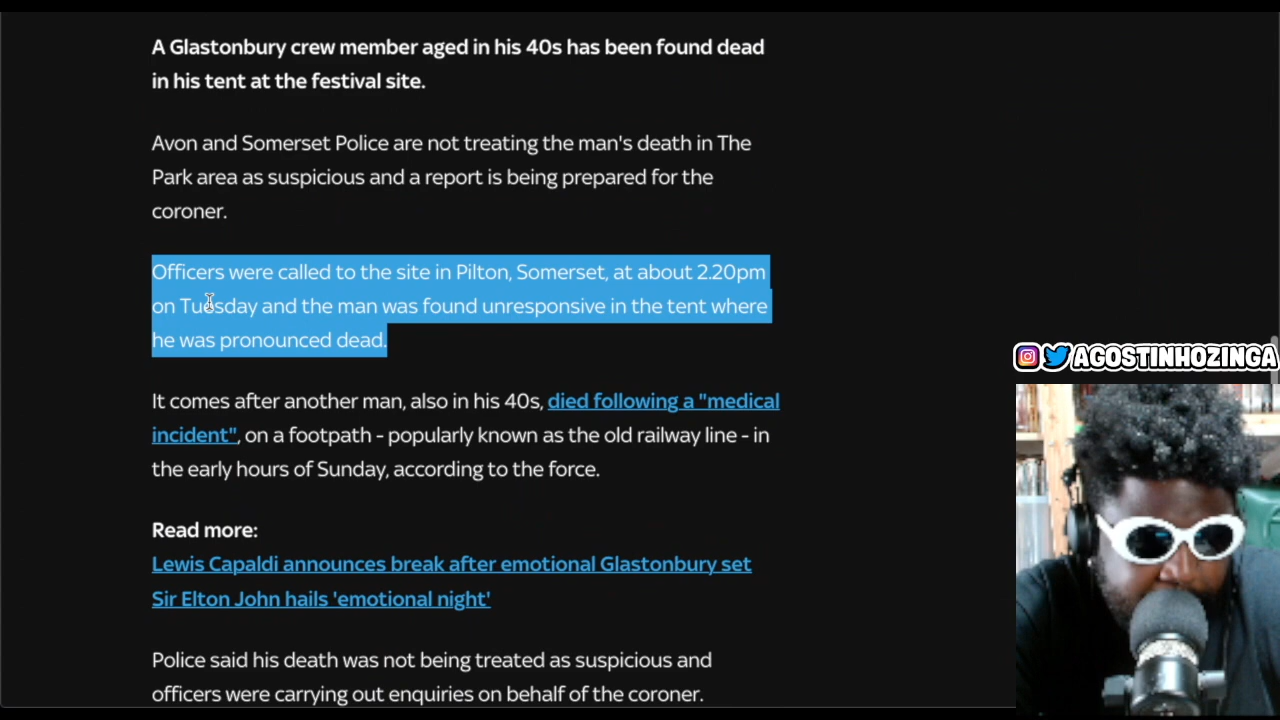 A Glastonbury crew member aged in his 40s has been found dead
in his tent at the festival site.
Avon and Somerset Police are not treating the man's death in The
Park area as suspicious and a report is being prepared for the
coroner.
Officers were called to the site in Pilton, Somerset, at about 2.20pm
on Tuesday and the man was found unresponsive in the tent where
he was pronounced dead.
It comes after another man, also in his 40s, died following a "medical
incident", on a footpath - popularly known as the old railway line - in
the early hours of Sunday, according to the force.
Read more:
Lewis Capaldi announces break after emotional Glastonbury set
Sir Elton John hails 'emotional night'
Police said his death was not being treated as suspicious and
officers were carrying out enquiries on behalf of the coroner.
AGOSTINHOZINGA